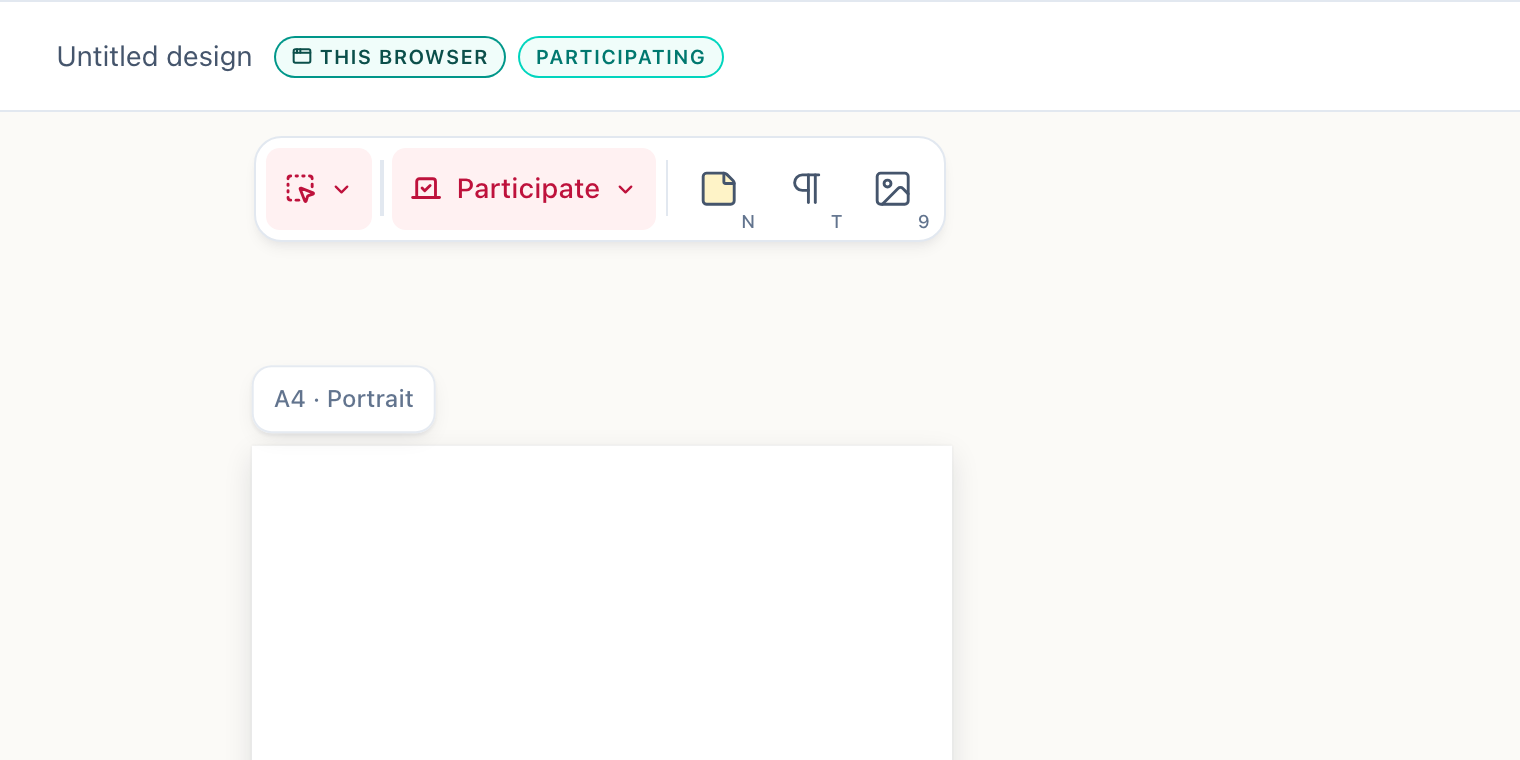 Untitled design THIS BROWSER PARTICIPATING
Participate N T 9
A4 · Portrait